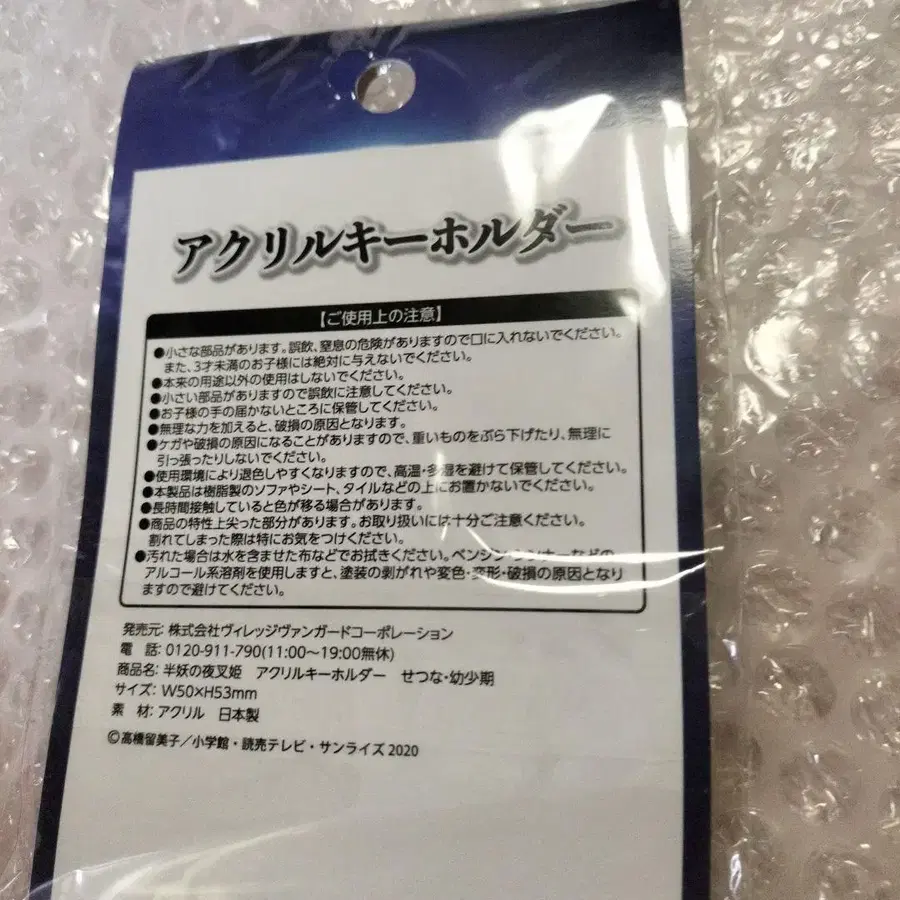 アクリルキーホルダー
【ご使用上の注意】
●小さな部品があります。誤飲、窒息の危険がありますので口に入れないでください。
また、3才未満のお子様には絶対に与えないでください。
●本来の用途以外の使用はしないでください。
●小さい部品がありますので誤飲に注意してください。
●お子様の手の届かないところに保管してください。
●無理な力を加えると、破損の原因となります。
●ケガや破損の原因になることがありますので、重いものをぶら下げたり、無理に
引っ張ったりしないでください。
●使用環境により退色しやすくなりますので、高温・多湿を避けて保管してください。
●本製品は樹脂製のソファやシート、タイルなどの上にお置かないでください。
●長時間接触していると色が移る場合があります。
●商品の特性上尖った部分があります。お取り扱いには十分ご注意ください。
割れてしまった際は特にお気をつけください。
●汚れた場合は水を含ませた布などでお拭きください。ベンジン・シンナーなどの
アルコール系溶剤を使用しますと、塗装の剥がれや変色・変形・破損の原因となり
ますので避けてください。
発売元: 株式会社ヴィレッジヴァンガードコーポレーション
電 話: 0120-911-790(11:00〜19:00無休)
商品名: 半妖の夜叉姫 アクリルキーホルダー せつな・幼少期
サイズ: W50×H53mm
素 材: アクリル 日本製
©高橋留美子／小学館・読売テレビ・サンライズ 2020